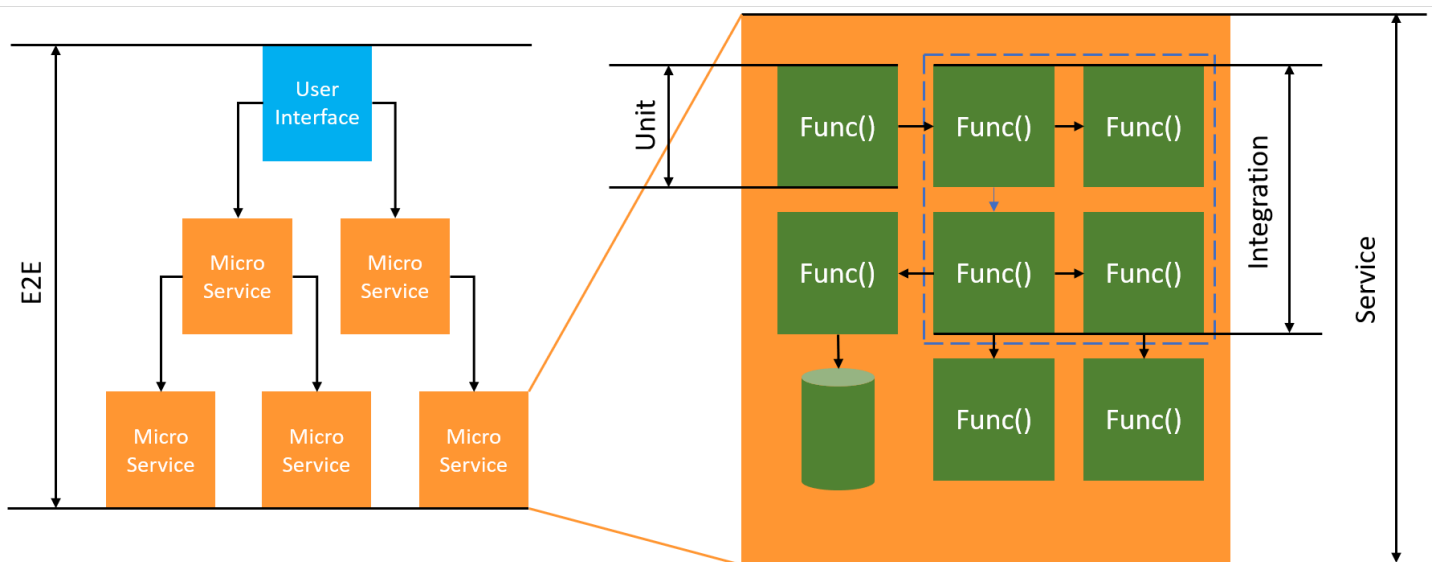 E2E
User
Interface
Micro
Service
Micro
Service
Micro
Service
Micro
Service
Micro
Service
Unit
Func()
Func()
Func()
Func()
Func()
Func()
Func()
Func()
Integration
Service